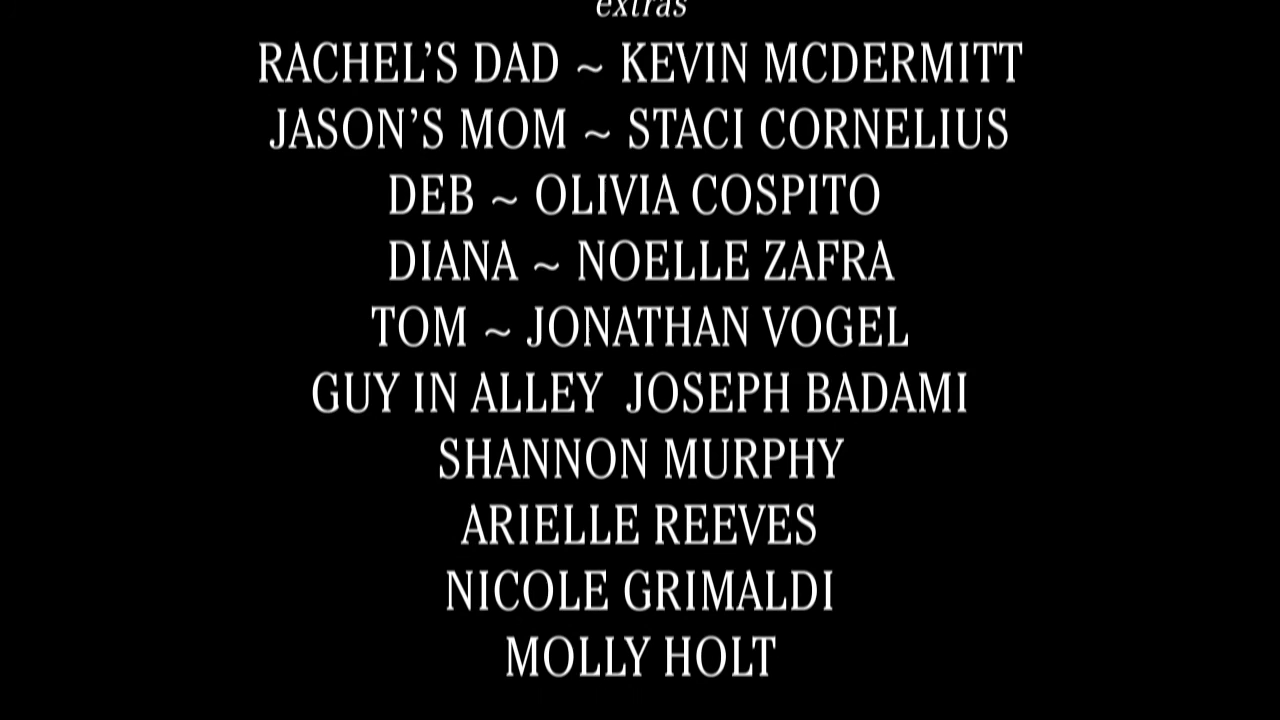 extras
RACHEL’S DAD ~ KEVIN MCDERMITT
JASON’S MOM ~ STACI CORNELIUS
DEB ~ OLIVIA COSPITO
DIANA ~ NOELLE ZAFRA
TOM ~ JONATHAN VOGEL
GUY IN ALLEY  JOSEPH BADAMI
SHANNON MURPHY
ARIELLE REEVES
NICOLE GRIMALDI
MOLLY HOLT